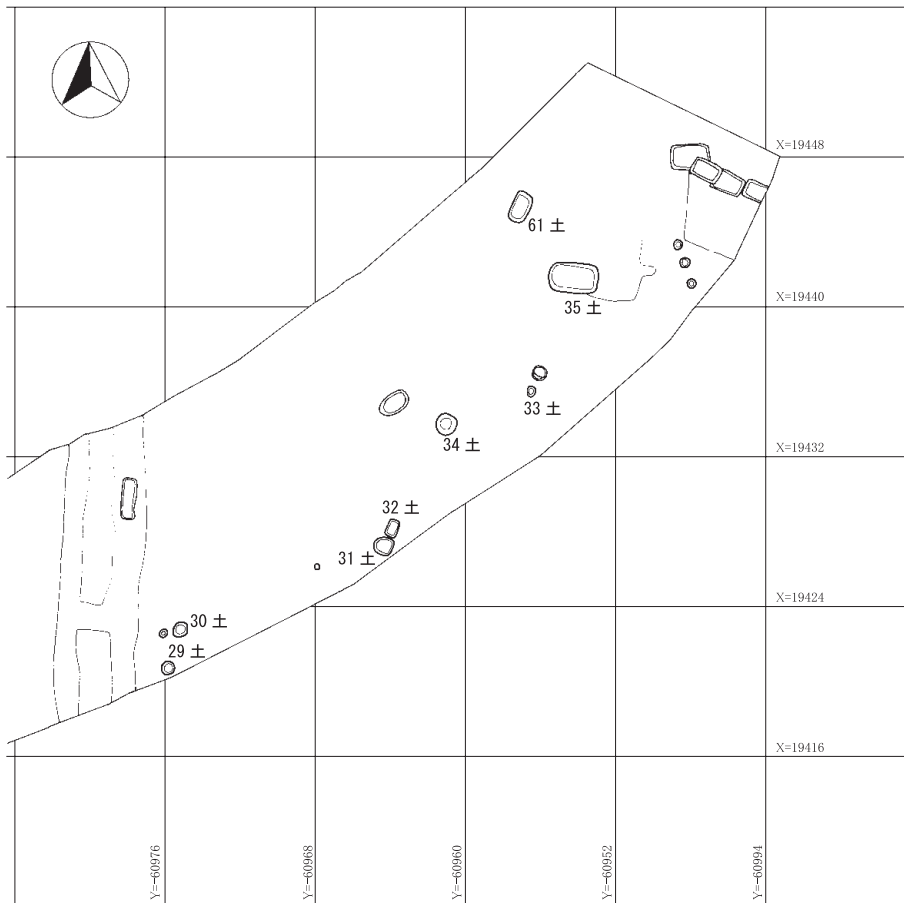 X=19448
61 土
X=19440
35 土
33 土
34 土
X=19432
32 土
31 土
X=19424
30 土
29 土
X=19416
Y=-60976
Y=-60968
Y=-60960
Y=-60952
Y=-60994